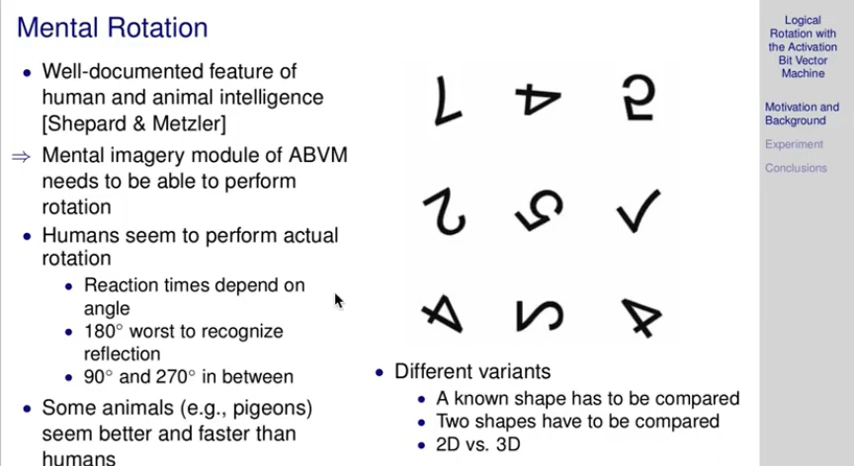 Mental Rotation
• Well-documented feature of
human and animal intelligence
[Shepard & Metzler]
⇒ Mental imagery module of ABVM
needs to be able to perform
rotation
• Humans seem to perform actual
rotation
• Reaction times depend on
angle
• 180° worst to recognize
reflection
• 90° and 270° in between
• Some animals (e.g., pigeons)
seem better and faster than
humans
• Different variants
• A known shape has to be compared
• Two shapes have to be compared
• 2D vs. 3D
Logical
Rotation with
the Activation
Bit Vector
Machine
Motivation and
Background
Experiment
Conclusions